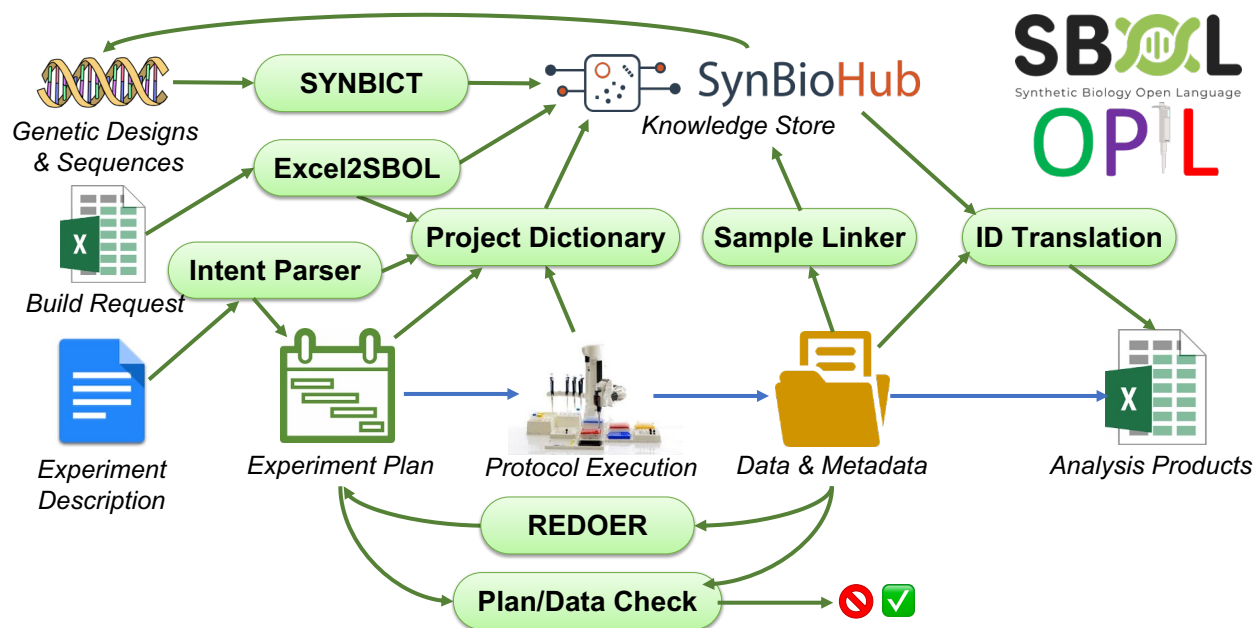 SBOL
Synthetic Biology Open Language
OPIL
SYNBICT
SynBioHub
Knowledge Store
Genetic Designs
& Sequences
Excel2SBOL
X
Build Request
Project Dictionary
Sample Linker
ID Translation
Intent Parser
X
Experiment
Description
Experiment Plan
Protocol Execution
Data & Metadata
Analysis Products
REDOER
Plan/Data Check